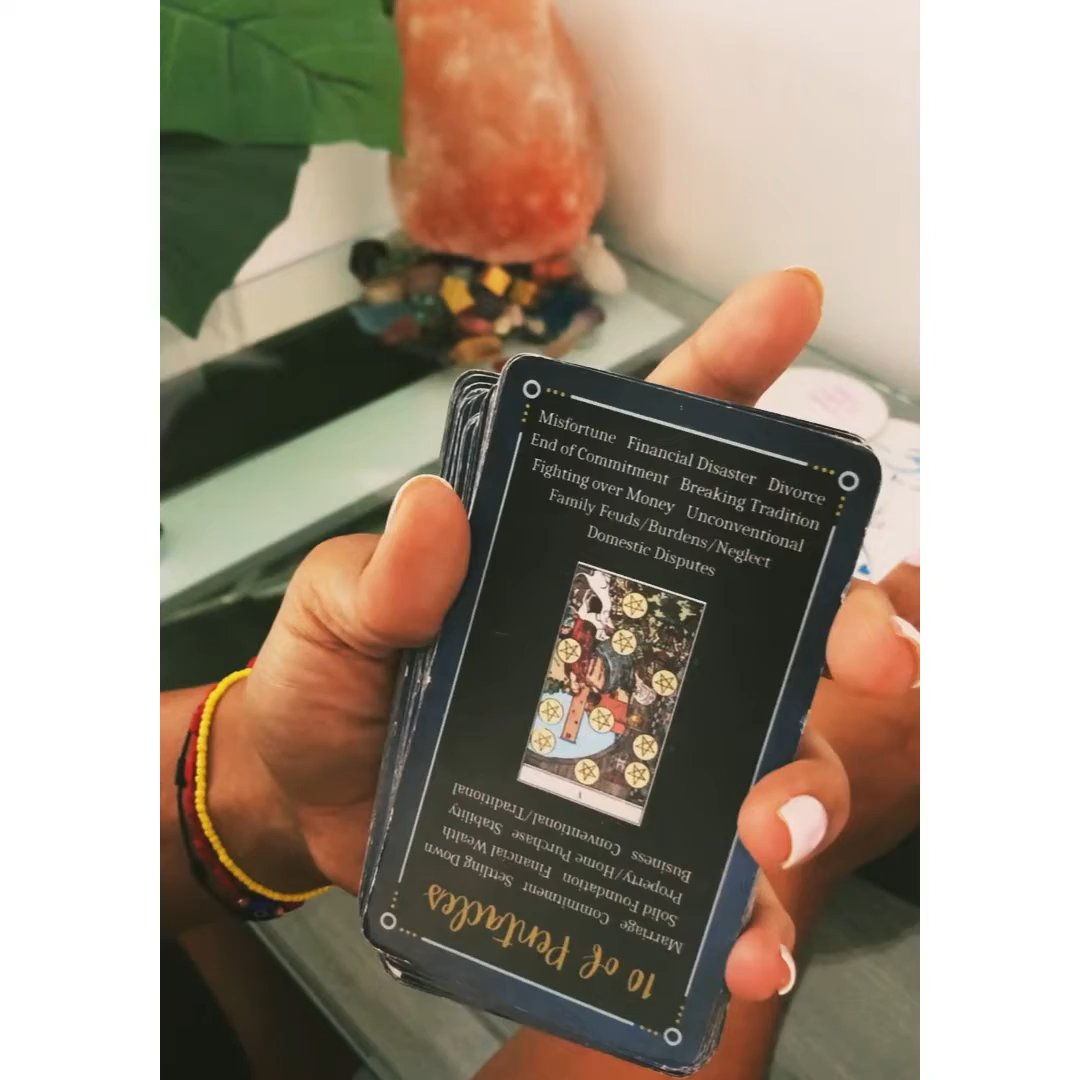 Misfortune Financial Disaster Divorce
End of Commitment Breaking Tradition
Fighting over Money Unconventional
Family Feuds/Burdens/Neglect
Domestic Disputes
10 of Pentacles
Marriage Commitment Settling Down
Solid Foundation Financial Wealth
Property/Home Purchase Stability
Business Conventional/Traditional